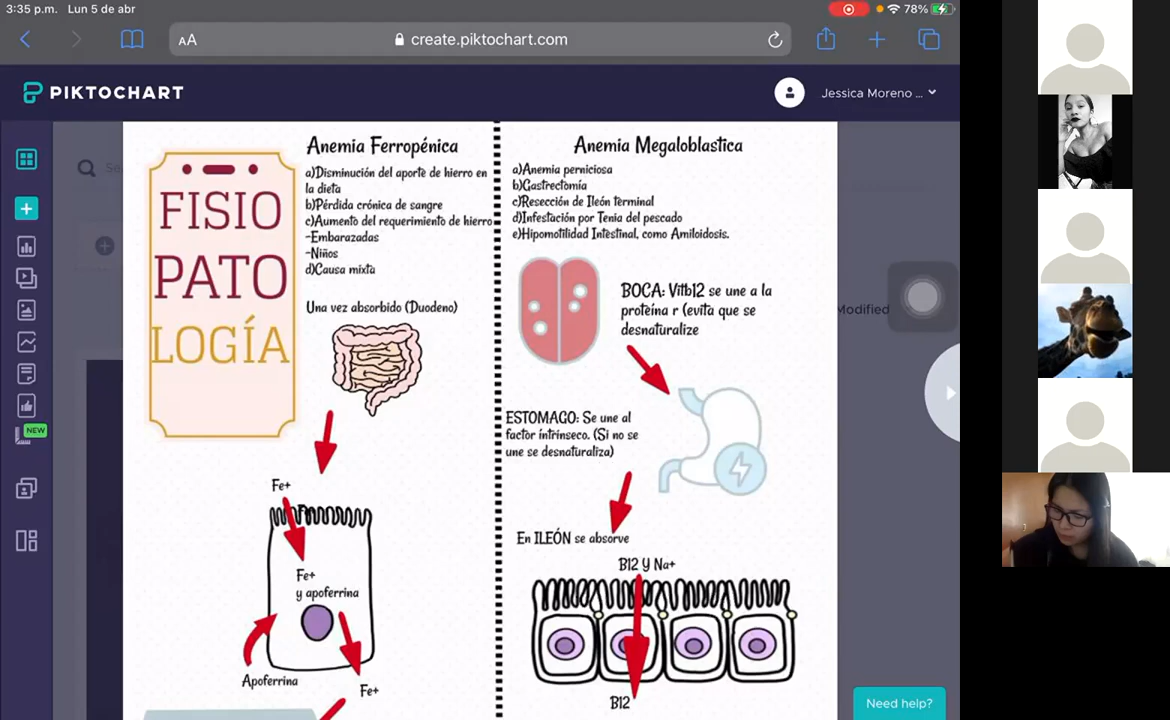 3:35 p.m. Lun 5 de abr
78%
AA
create.piktochart.com
PIKTOCHART
Jessica Moreno ...
FISIO
PATO
LOGÍA
Anemia Ferropénica
a)Disminución del aporte de hierro en
la dieta
b)Pérdida crónica de sangre
c)Aumento del requerimiento de hierro
-Embarazadas
-Niños
d)Causa mixta
Una vez absorbido (Duodeno)
Fe+
Fe+
y apoferrina
Apoferrina
Fe+
Anemia Megaloblastica
a)Anemia perniciosa
b)Gastrectomía
c)Resección de Ileón terminal
d)Infestación por Tenia del pescado
e)Hipomotilidad Intestinal, como Amiloidosis.
BOCA: Vitb12 se une a la
proteína r (evita que se
desnaturalize
ESTOMAGO: Se une al
factor intrínseco. (Si no se
une se desnaturaliza)
En ILEÓN se absorve
B12 y Na+
B12
Modified
NEW
Need help?